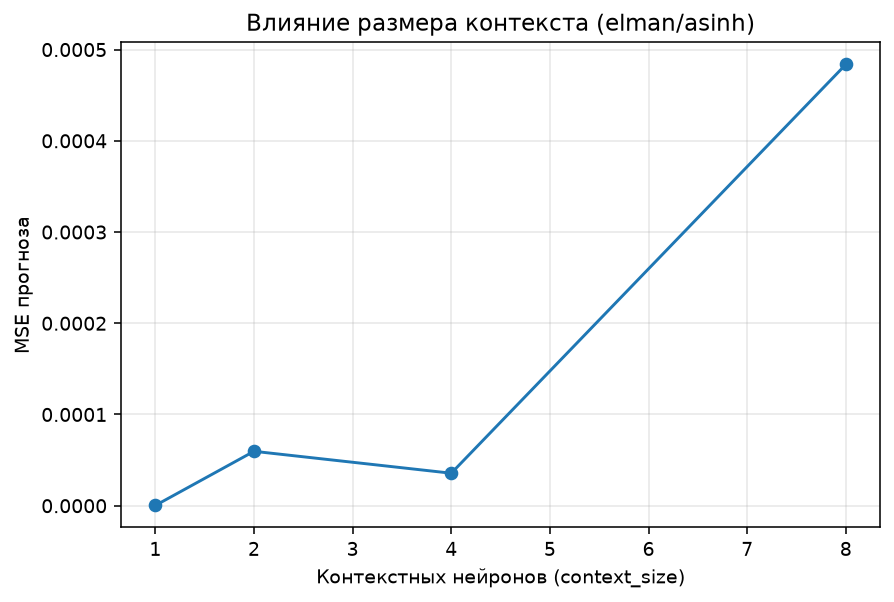 Влияние размера контекста (elman/asinh)
MSE прогноза
0.0005
0.0004
0.0003
0.0002
0.0001
0.0000
1 2 3 4 5 6 7 8
Контекстных нейронов (context_size)